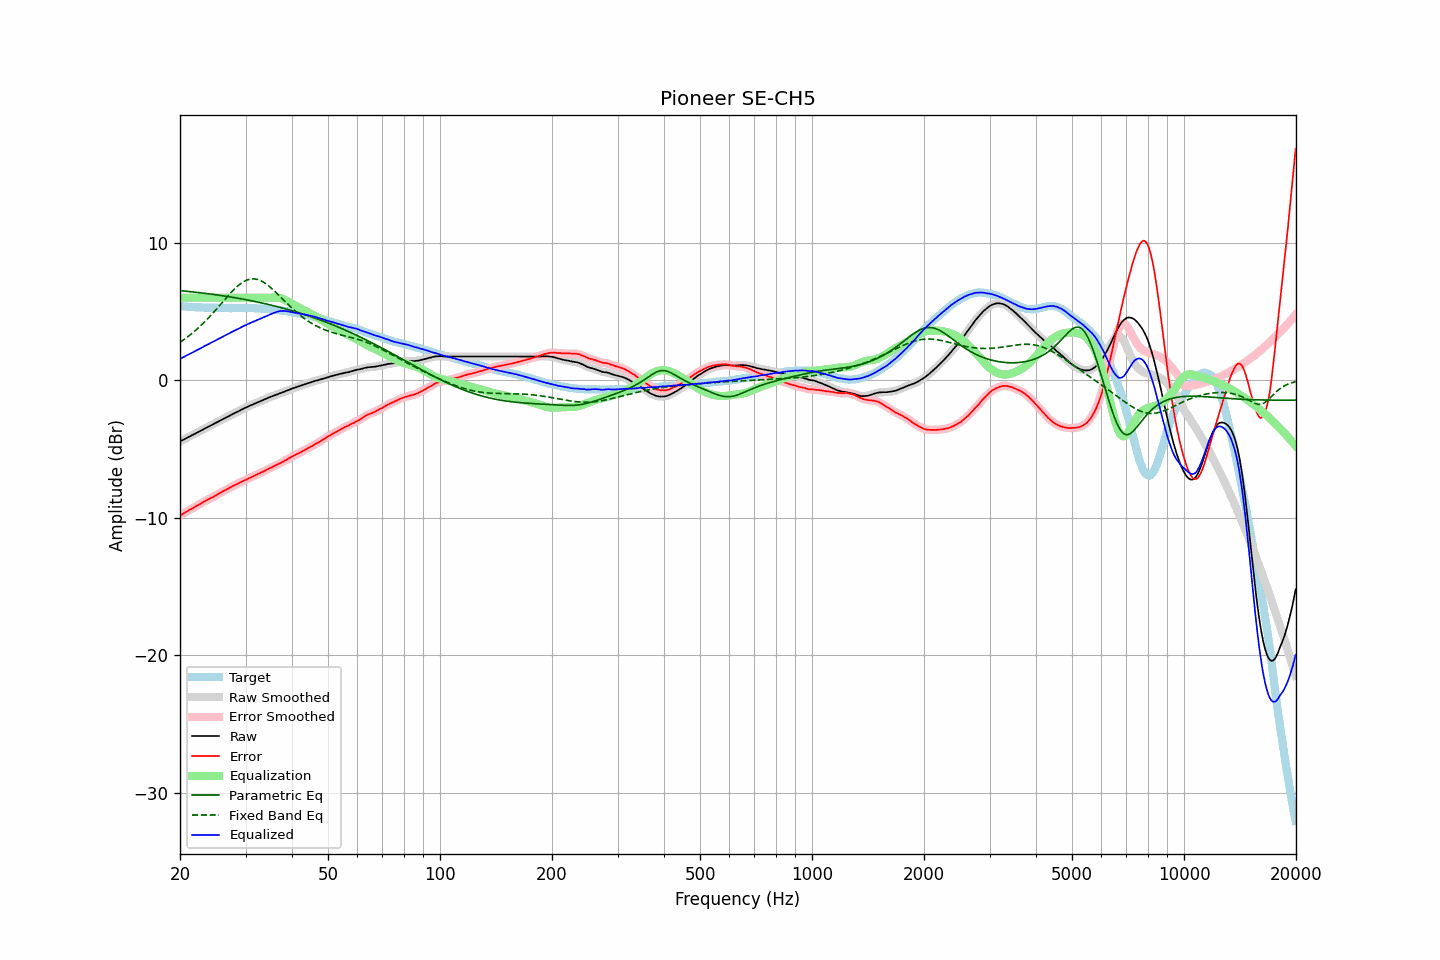 Pioneer SE-CH5
Amplitude (dBr)
10
0
−10
−20
−30
Target
Raw Smoothed
Error Smoothed
Raw
Error
Equalization
Parametric Eq
Fixed Band Eq
Equalized
20 50 100 200 500 1000 2000 5000 10000 20000
Frequency (Hz)